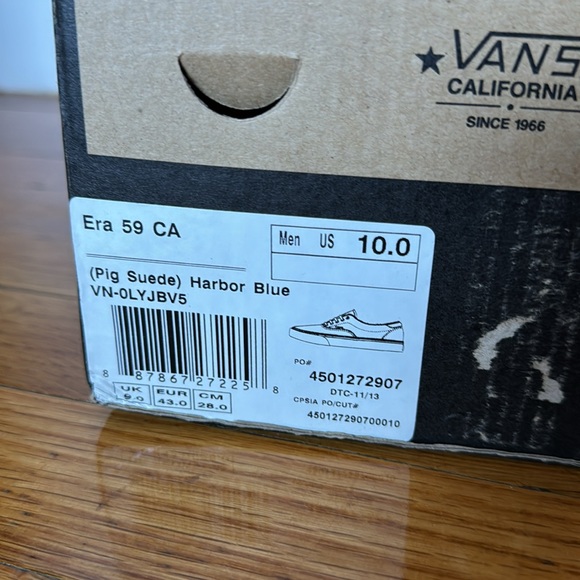 VANS
CALIFORNIA
SINCE 1966
Era 59 CA
Men US 10.0
(Pig Suede) Harbor Blue
VN-0LYJBV5
8 87867 27225 8
UK 9.0
EUR 43.0
CM 28.0
PO#
4501272907
DTC-11/13
CPSIA PO/CUT#
450127290700010